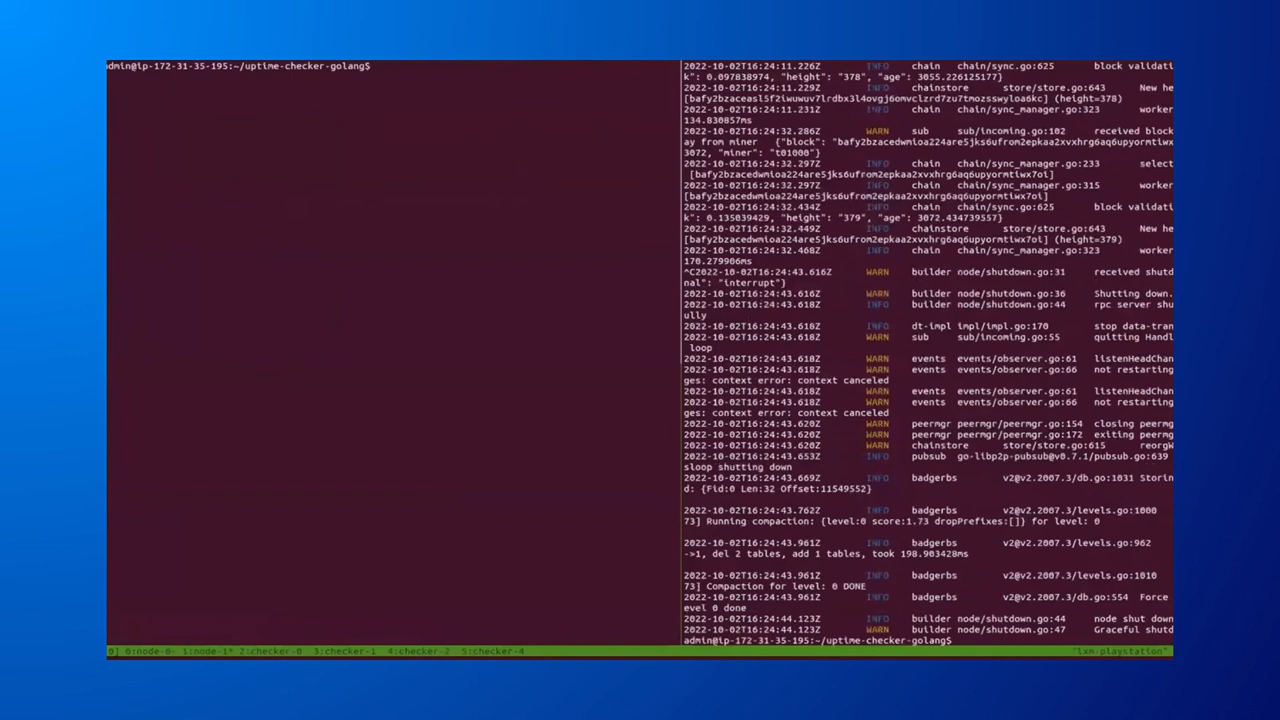 admin@ip-172-31-35-195:~/uptime-checker-golang$
2022-10-02T16:24:11.226Z INFO chain chain/sync.go:625 block validati
k": 0.097838974, "height": "378", "age": 3055.226125177}
2022-10-02T16:24:11.229Z INFO chainstore store/store.go:643 New he
[bafy2bzaceasl5f2iwuwuv7lrdbx3l4ovgj6omvclzrd7zu7tmozsswyloa6kc] (height=378)
2022-10-02T16:24:11.231Z INFO chain chain/sync_manager.go:323 worker
134.830857ms
2022-10-02T16:24:32.286Z WARN sub sub/incoming.go:102 received block
ay from miner {"block": "bafy2bzacedwmioa224are5jks6ufrom2epkaa2xvxhrg6aq6upyormtiwx
3072, "miner": "t01000"}
2022-10-02T16:24:32.297Z INFO chain chain/sync_manager.go:233 select
[bafy2bzacedwmioa224are5jks6ufrom2epkaa2xvxhrg6aq6upyormtiwx7oi]
2022-10-02T16:24:32.297Z INFO chain chain/sync_manager.go:315 worker
[bafy2bzacedwmioa224are5jks6ufrom2epkaa2xvxhrg6aq6upyormtiwx7oi]
2022-10-02T16:24:32.434Z INFO chain chain/sync.go:625 block validati
k": 0.135039429, "height": "379", "age": 3072.434739557}
2022-10-02T16:24:32.449Z INFO chainstore store/store.go:643 New he
[bafy2bzacedwmioa224are5jks6ufrom2epkaa2xvxhrg6aq6upyormtiwx7oi] (height=379)
2022-10-02T16:24:32.468Z INFO chain chain/sync_manager.go:323 worker
170.279906ms
^C2022-10-02T16:24:43.616Z WARN builder node/shutdown.go:31 received shutd
nal": "interrupt"}
2022-10-02T16:24:43.616Z WARN builder node/shutdown.go:36 Shutting down.
2022-10-02T16:24:43.618Z INFO builder node/shutdown.go:44 rpc server shu
ully
2022-10-02T16:24:43.618Z INFO dt-impl impl/impl.go:170 stop data-tran
2022-10-02T16:24:43.618Z WARN sub sub/incoming.go:55 quitting Handl
loop
2022-10-02T16:24:43.618Z WARN events events/observer.go:61 listenHeadChan
2022-10-02T16:24:43.618Z WARN events events/observer.go:66 not restarting
ges: context error: context canceled
2022-10-02T16:24:43.618Z WARN events events/observer.go:61 listenHeadChan
2022-10-02T16:24:43.618Z WARN events events/observer.go:66 not restarting
ges: context error: context canceled
2022-10-02T16:24:43.620Z WARN peermgr peermgr/peermgr.go:154 closing peermg
2022-10-02T16:24:43.620Z WARN peermgr peermgr/peermgr.go:172 exiting peermg
2022-10-02T16:24:43.620Z WARN chainstore store/store.go:615 reorgW
2022-10-02T16:24:43.653Z INFO pubsub go-libp2p-pubsub@v0.7.1/pubsub.go:639
sloop shutting down
2022-10-02T16:24:43.669Z INFO badgerbs v2@v2.2007.3/db.go:1031 Storin
d: {Fid:0 Len:32 Offset:11549552}
2022-10-02T16:24:43.762Z INFO badgerbs v2@v2.2007.3/levels.go:1000
73] Running compaction: {level:0 score:1.73 dropPrefixes:[]} for level: 0
2022-10-02T16:24:43.961Z INFO badgerbs v2@v2.2007.3/levels.go:962
->1, del 2 tables, add 1 tables, took 198.903428ms
2022-10-02T16:24:43.961Z INFO badgerbs v2@v2.2007.3/levels.go:1010
73] Compaction for level: 0 DONE
2022-10-02T16:24:43.961Z INFO badgerbs v2@v2.2007.3/db.go:554 Force
evel 0 done
2022-10-02T16:24:44.123Z INFO builder node/shutdown.go:44 node shut down
2022-10-02T16:24:44.123Z WARN builder node/shutdown.go:47 Graceful shutd
admin@ip-172-31-35-195:~/uptime-checker-golang$
0] 0:node-0- 1:node-1* 2:checker-0 3:checker-1 4:checker-2 5:checker-4 "lxm-playstation"